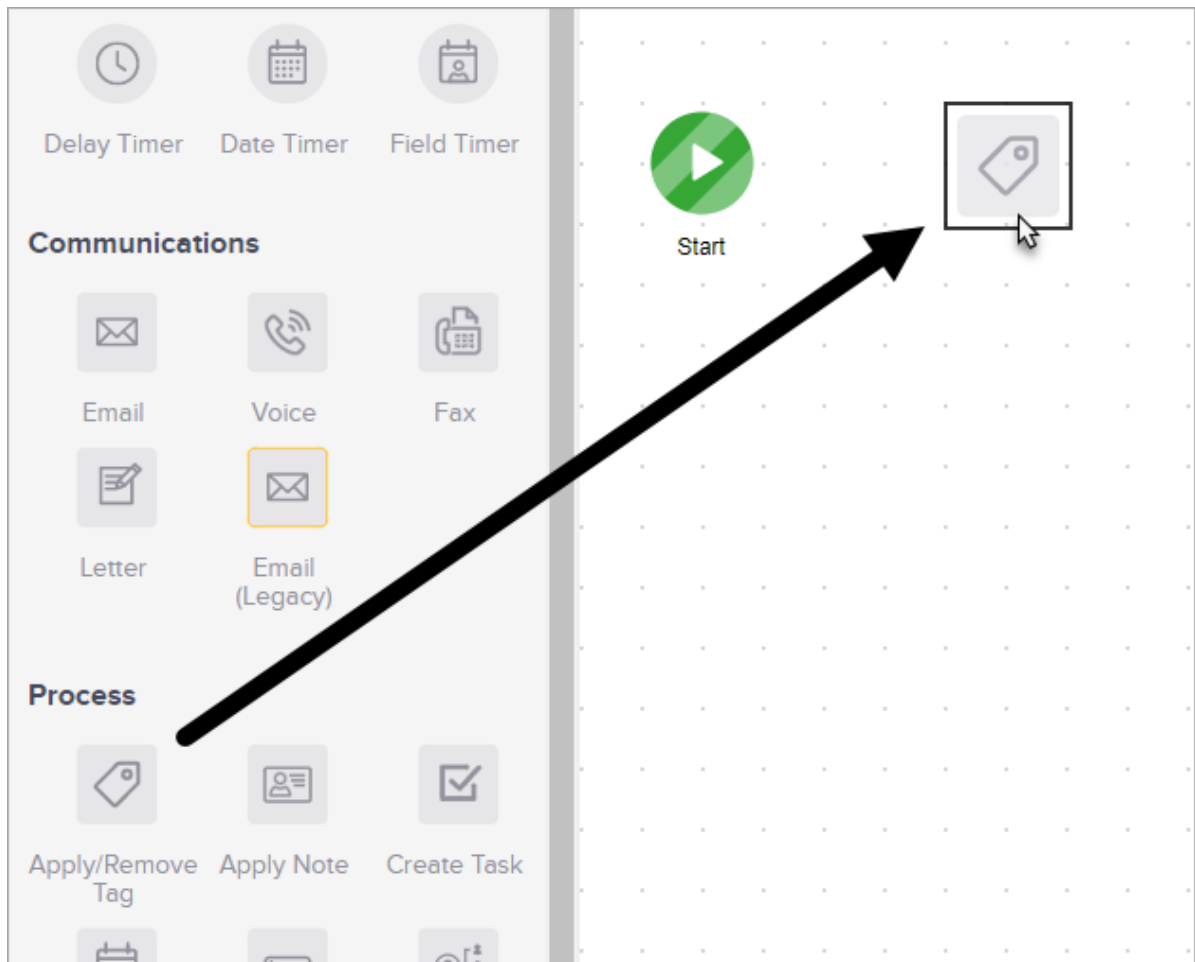 Delay Timer
Date Timer
Field Timer
Start
Communications
Email
Voice
Fax
Letter
Email
(Legacy)
Process
Apply/Remove
Tag
Apply Note
Create Task